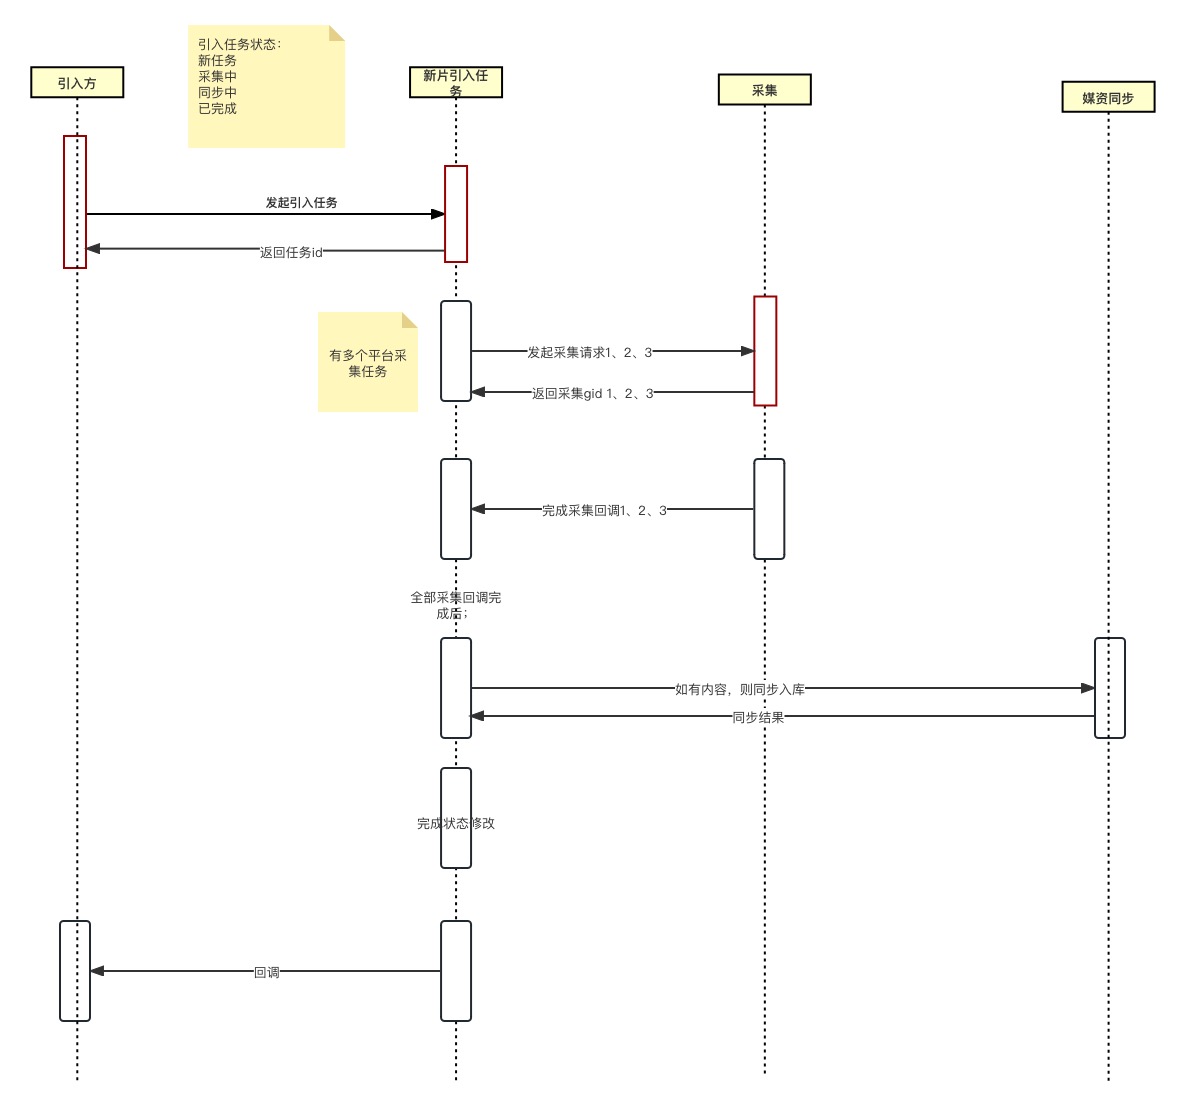 引入任务状态：
新任务
采集中
同步中
已完成
引入方
新片引入任
务
采集
媒资同步
发起引入任务
返回任务id
有多个平台采
集任务
发起采集请求1、2、3
返回采集gid 1、2、3
完成采集回调1、2、3
全部采集回调完
成后；
如有内容，则同步入库
同步结果
完成状态修改
回调